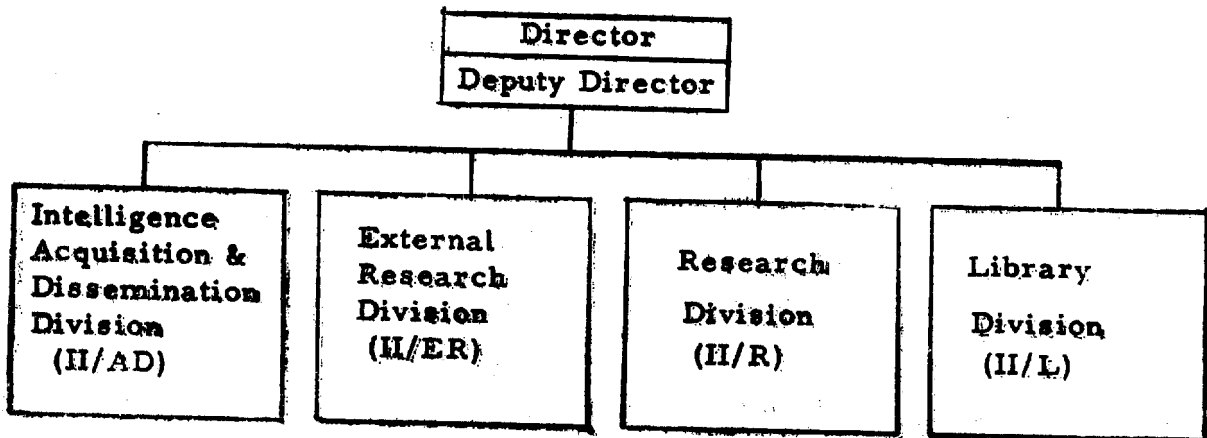 Director
Deputy Director
Intelligence
Acquisition &
Dissemination
Division
(II/AD)
External
Research
Division
(II/ER)
Research
Division
(II/R)
Library
Division
(II/L)